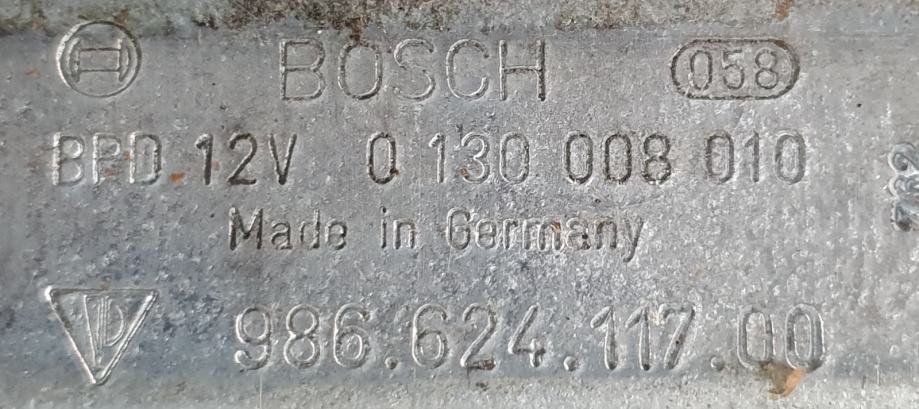 BOSCH 058
BPD 12V 0 130 008 010
Made in Germany
986.624.117.00